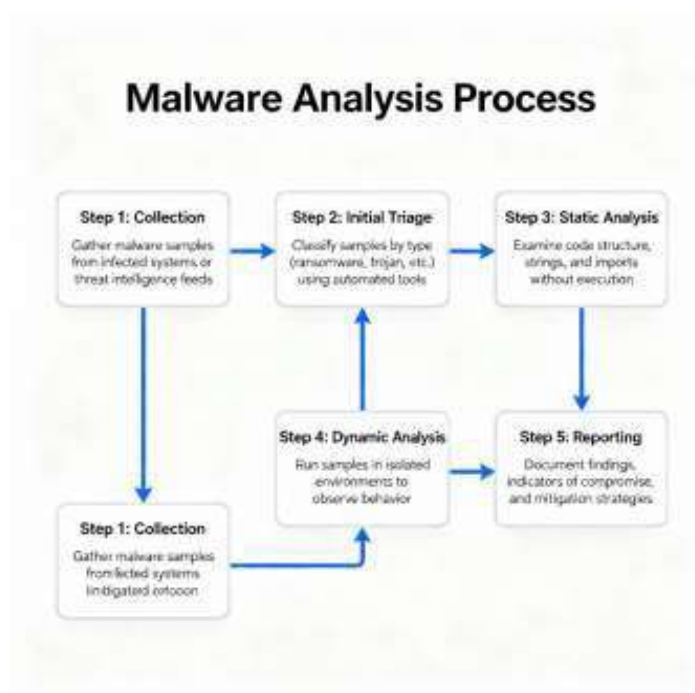 Malware Analysis Process
Step 1: Collection
Gather malware samples
from infected systems or
threat intelligence feeds
Step 2: Initial Triage
Classify samples by type
(ransomware, trojan, etc.)
using automated tools
Step 3: Static Analysis
Examine code structure,
strings, and imports
without execution
Step 4: Dynamic Analysis
Run samples in isolated
environments to
observe behavior
Step 5: Reporting
Document findings,
indicators of compromise,
and mitigation strategies
Step 1: Collection
Gather malware samples
systems